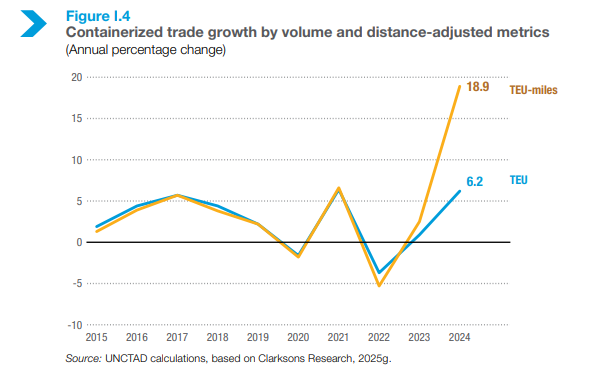 Figure I.4
Containerized trade growth by volume and distance-adjusted metrics
(Annual percentage change)
20
18.9
TEU-miles
15
10
6.2
TEU
5
0
-5
-10
2015 2016 2017 2018 2019 2020 2021 2022 2023 2024
Source: UNCTAD calculations, based on Clarksons Research, 2025g.